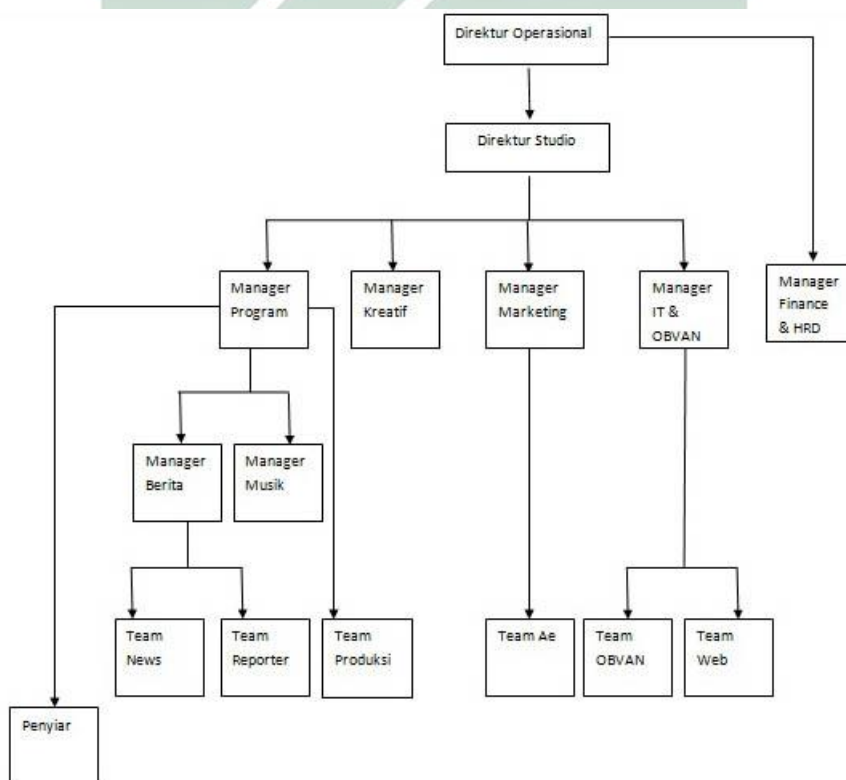 Direktur Operasional
Direktur Studio
Manager
Program
Manager
Kreatif
Manager
Marketing
Manager
IT &
OBVAN
Manager
Finance
& HRD
Manager
Berita
Manager
Musik
Team
News
Team
Reporter
Team
Produksi
Team Ae
Team
OBVAN
Team
Web
Penyiar